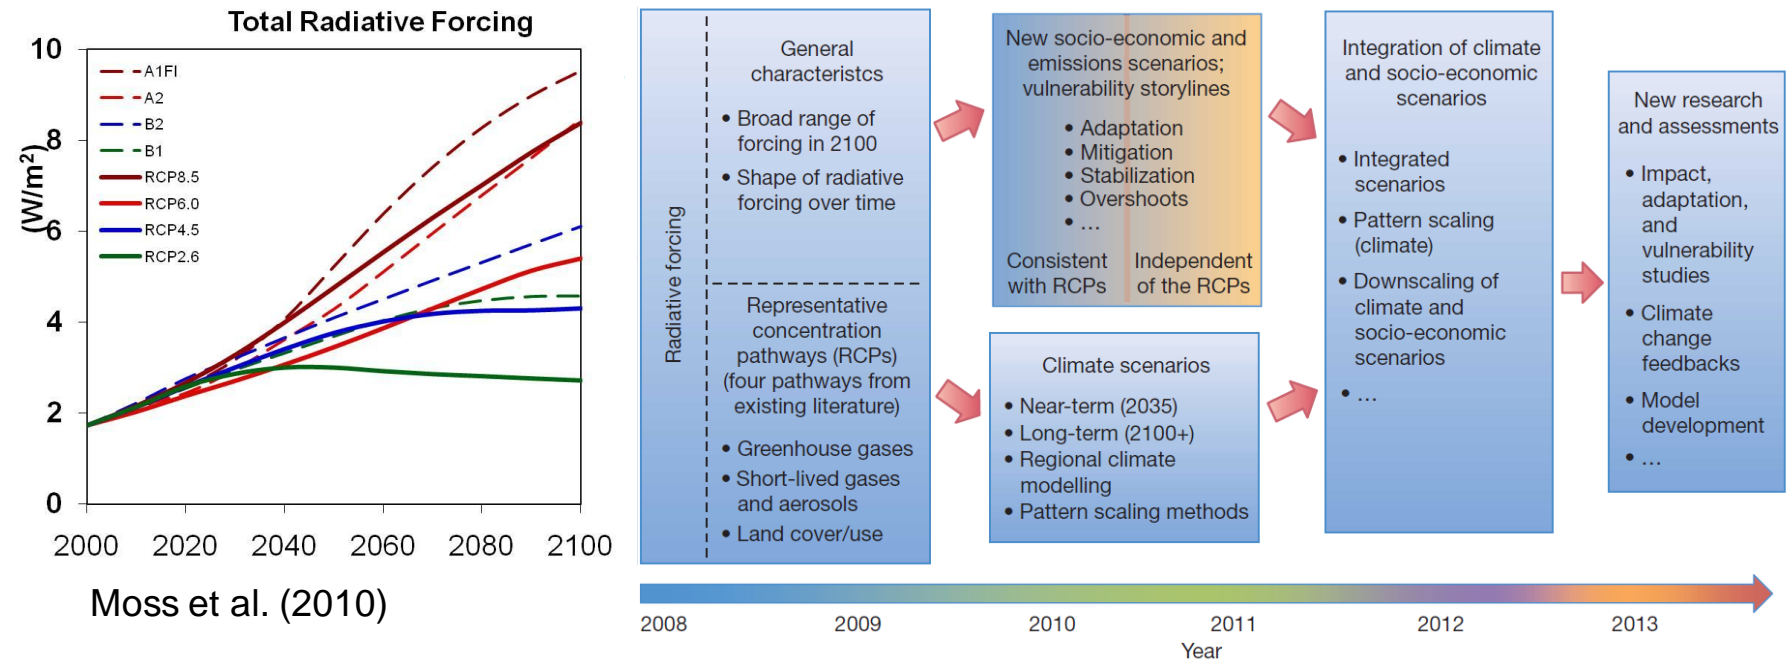 Total Radiative Forcing
10
8
6
4
2
0
(W/m²)
A1FI
A2
B2
B1
RCP8.5
RCP6.0
RCP4.5
RCP2.6
2000 2020 2040 2060 2080 2100
Moss et al. (2010)
Radiative forcing
General
characteristcs
• Broad range of
forcing in 2100
• Shape of radiative
forcing over time
Representative
concentration
pathways (RCPs)
(four pathways from
existing literature)
• Greenhouse gases
• Short-lived gases
and aerosols
• Land cover/use
New socio-economic and
emissions scenarios;
vulnerability storylines
• Adaptation
• Mitigation
• Stabilization
• Overshoots
• ...
Consistent
with RCPs
Independent
of the RCPs
Climate scenarios
• Near-term (2035)
• Long-term (2100+)
• Regional climate
modelling
• Pattern scaling methods
Integration of climate
and socio-economic
scenarios
• Integrated
scenarios
• Pattern scaling
(climate)
• Downscaling of
climate and
socio-economic
scenarios
• ...
New research
and assessments
• Impact,
adaptation,
and
vulnerability
studies
• Climate
change
feedbacks
• Model
development
• ...
2008 2009 2010 2011 2012 2013
Year